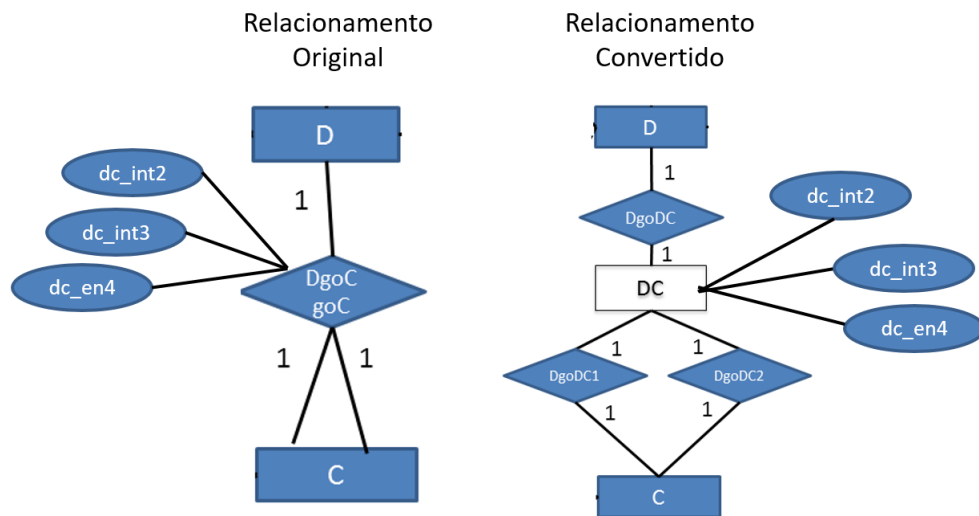 Relacionamento
Original
D
dc_int2
1
dc_int3
dc_en4
DgoC
goC
1
1
C
Relacionamento
Convertido
D
1
DgoDC
dc_int2
1
DC
dc_int3
dc_en4
1
1
DgoDC1
DgoDC2
1
1
C